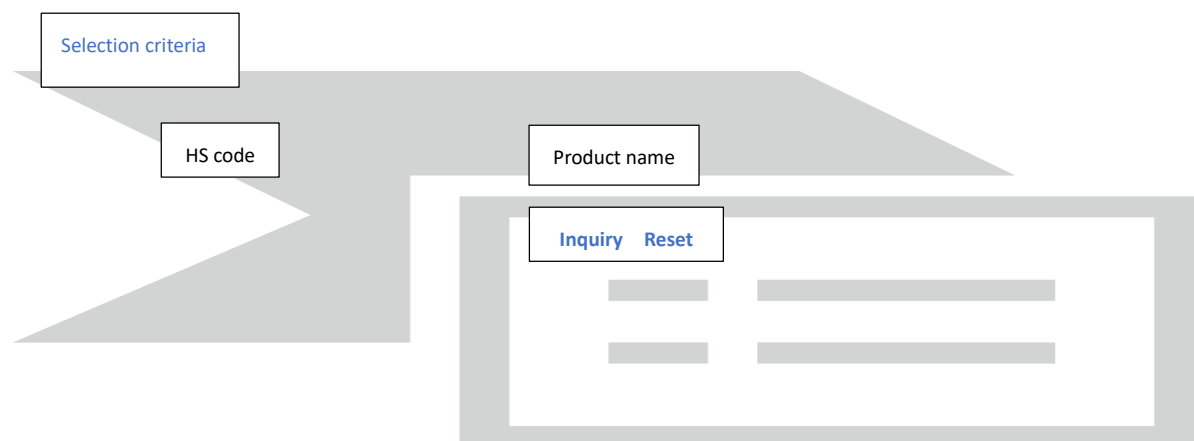 Selection criteria
HS code
Product name
Inquiry Reset